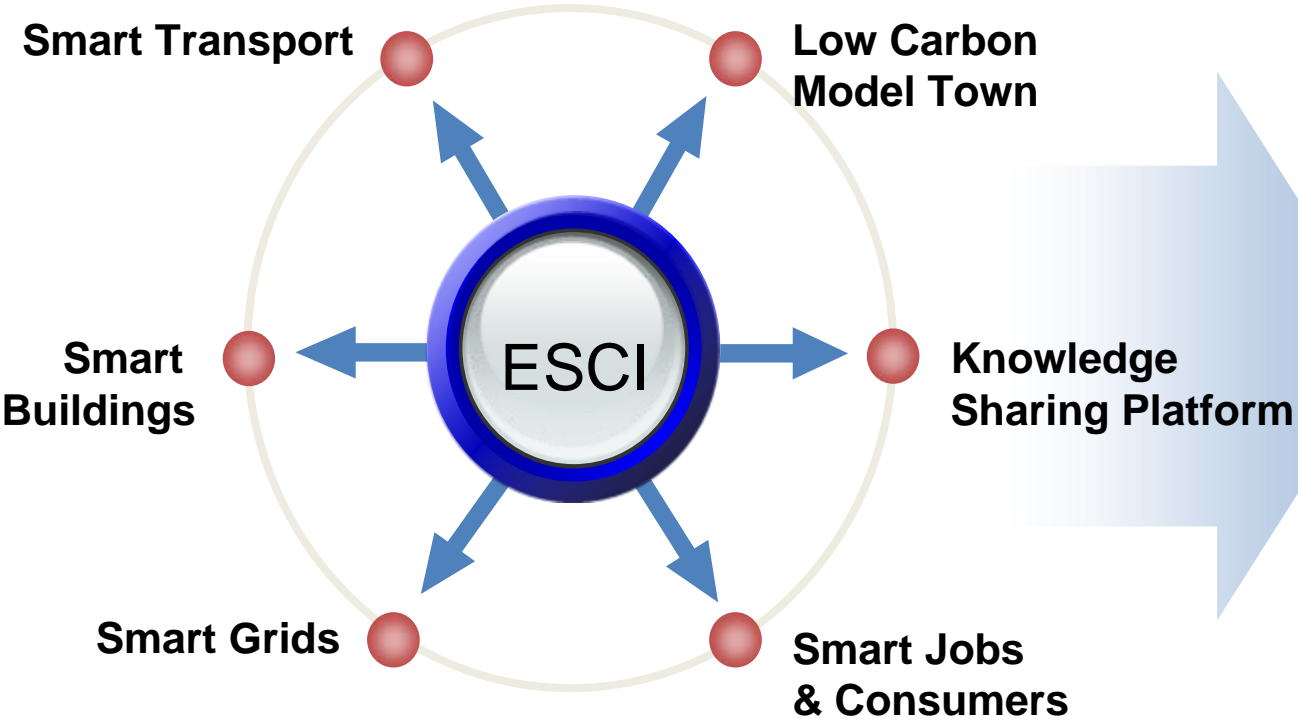 Smart Transport
Low Carbon
Model Town
Smart
Buildings
ESCI
Knowledge
Sharing Platform
Smart Grids
Smart Jobs
& Consumers